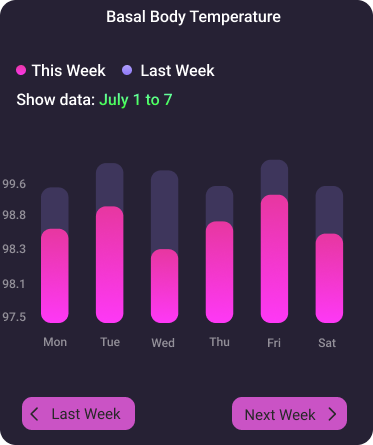 Basal Body Temperature
This Week Last Week
Show data: July 1 to 7
99.6
98.8
98.3
98.1
97.5
Mon Tue Wed Thu Fri Sat
Last Week Next Week